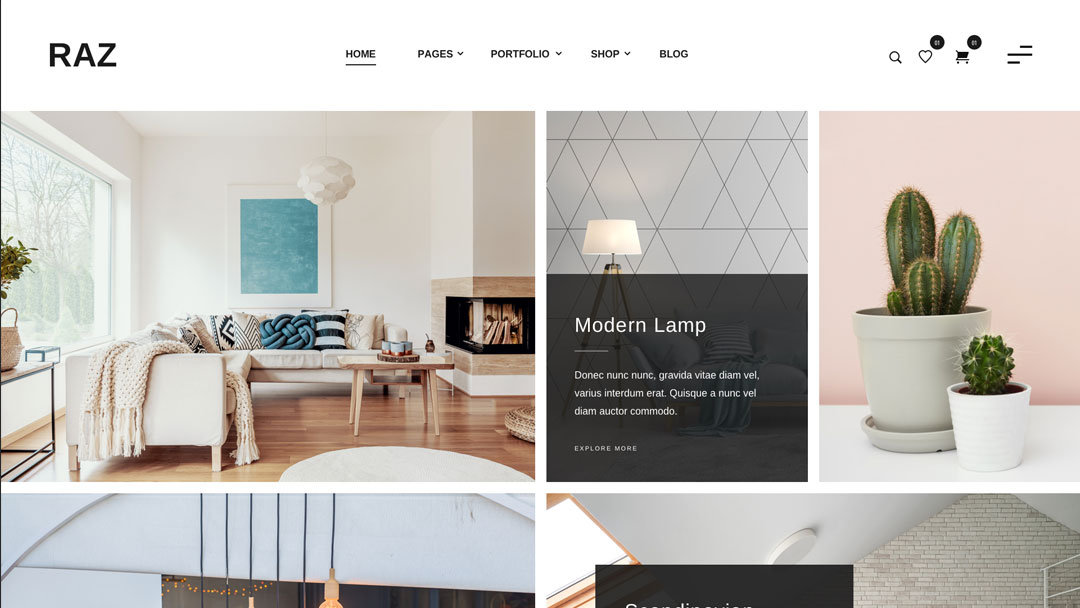 RAZ
HOME
PAGES
PORTFOLIO
SHOP
BLOG
01
01
Modern Lamp
Donec nunc nunc, gravida vitae diam vel,
varius interdum erat. Quisque a nunc vel
diam auctor commodo.
EXPLORE MORE
Scandinavian